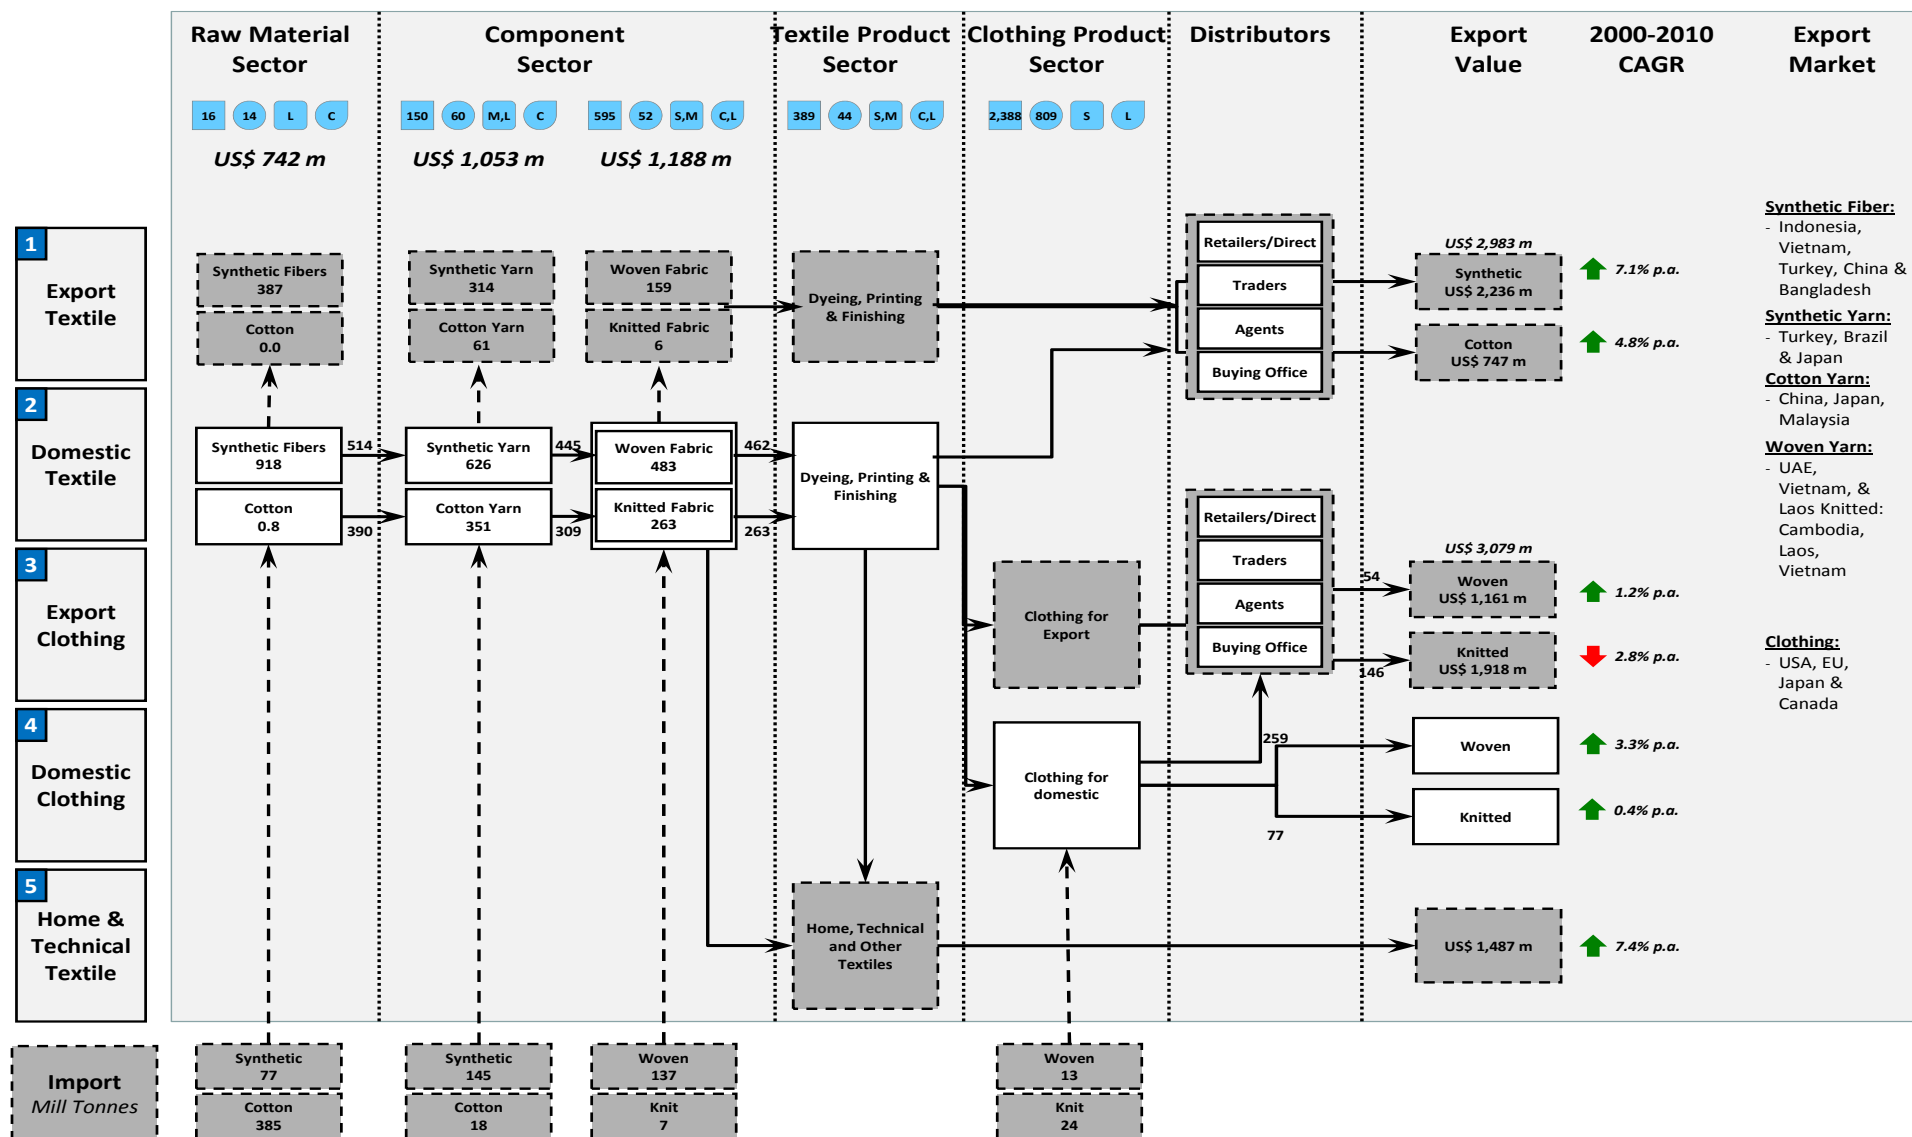 Raw Material
Sector
Component
Sector
Textile Product
Sector
Clothing Product
Sector
Distributors
Export
Value
2000-2010
CAGR
Export
Market
16
14
L
C
150
60
M,L
C
595
52
S,M
C,L
389
44
S,M
C,L
2,388
809
S
L
US$ 742 m
US$ 1,053 m
US$ 1,188 m
1
Export
Textile
2
Domestic
Textile
3
Export
Clothing
4
Domestic
Clothing
5
Home &
Technical
Textile
Import
Mill Tonnes
Synthetic Fibers
387
Cotton
0.0
Synthetic Yarn
314
Cotton Yarn
61
Woven Fabric
159
Knitted Fabric
6
Dyeing, Printing
& Finishing
Retailers/Direct
Traders
Agents
Buying Office
US$ 2,983 m
Synthetic
US$ 2,236 m
Cotton
US$ 747 m
7.1% p.a.
4.8% p.a.
Synthetic Fibers
918
514
Cotton
0.8
390
Synthetic Yarn
626
445
Cotton Yarn
351
309
Woven Fabric
483
462
Knitted Fabric
263
263
Dyeing, Printing &
Finishing
Clothing for
Export
Retailers/Direct
Traders
Agents
Buying Office
54
146
US$ 3,079 m
Woven
US$ 1,161 m
Knitted
US$ 1,918 m
1.2% p.a.
2.8% p.a.
Clothing for
domestic
259
77
Woven
Knitted
3.3% p.a.
0.4% p.a.
Home, Technical
and Other
Textiles
US$ 1,487 m
7.4% p.a.
Synthetic Fiber:
- Indonesia,
Vietnam,
Turkey, China &
Bangladesh
Synthetic Yarn:
- Turkey, Brazil
& Japan
Cotton Yarn:
- China, Japan,
Malaysia
Woven Yarn:
- UAE,
Vietnam, &
Laos Knitted:
Cambodia,
Laos,
Vietnam
Clothing:
- USA, EU,
Japan &
Canada
Synthetic
77
Cotton
385
Synthetic
145
Cotton
18
Woven
137
Knit
7
Woven
13
Knit
24